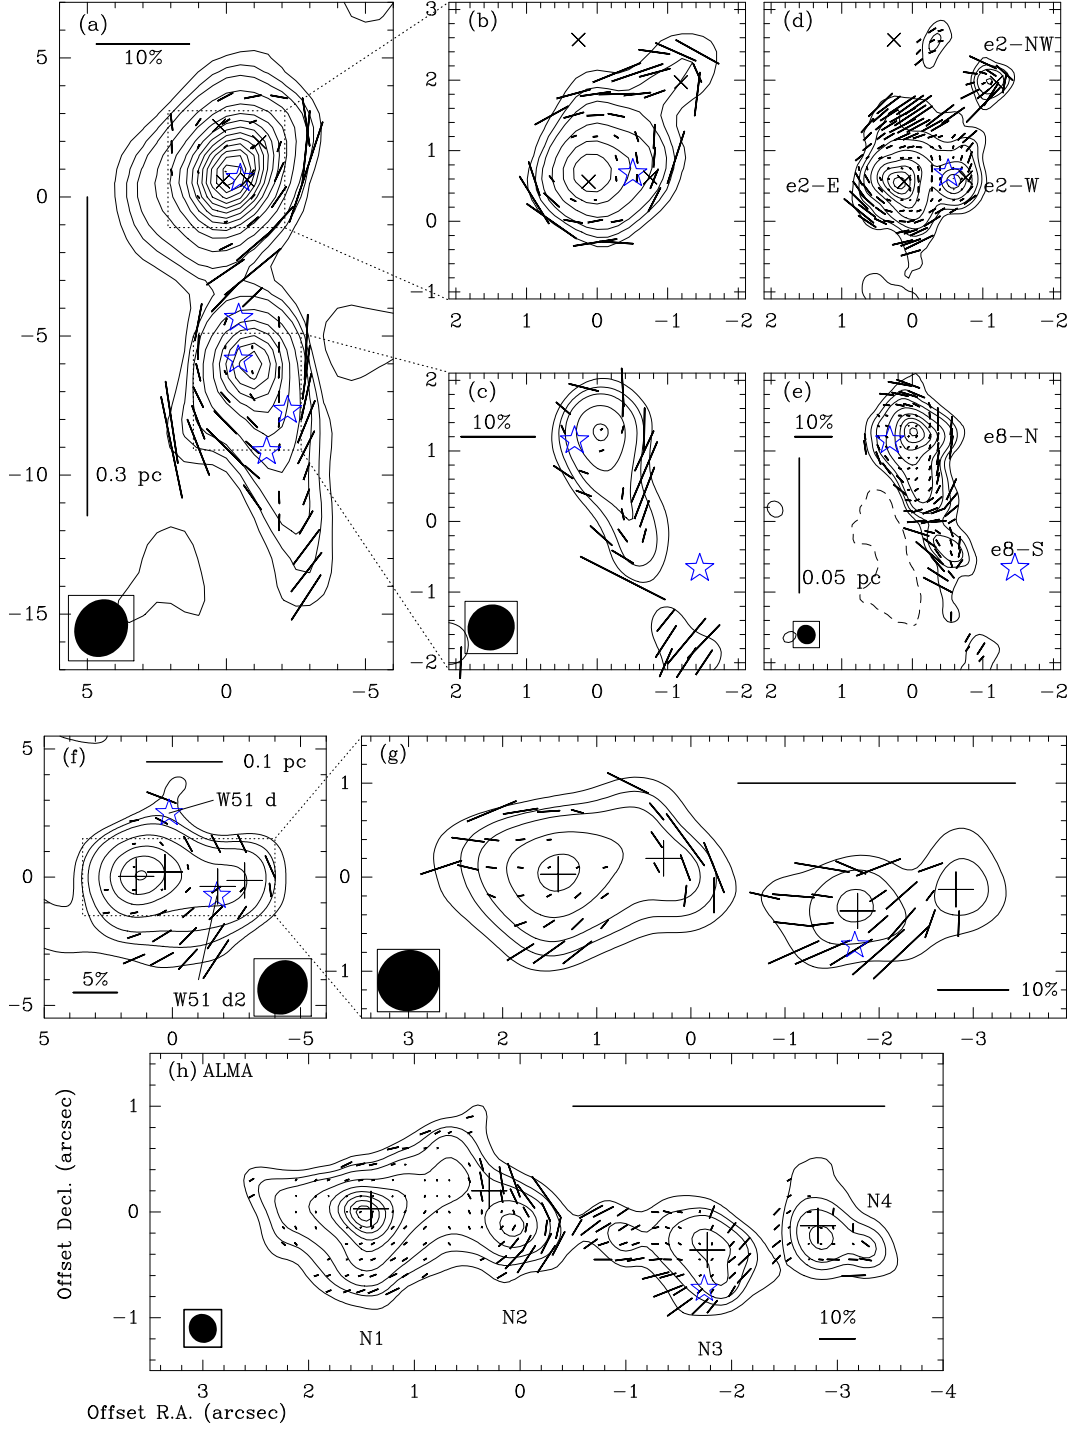 (a)
10%
0.3 pc
5
0
−5
−10
−15
5
0
−5
(b)
3
2
1
0
−1
2
1
0
−1
−2
(d)
e2−NW
e2−E
e2−W
2
1
0
−1
−2
(c)
10%
2
1
0
−1
−2
2
1
0
−1
−2
(e)
10%
e8−N
e8−S
0.05 pc
2
1
0
−1
−2
(f)
0.1 pc
W51 d
W51 d2
5%
5
0
−5
5
0
−5
(g)
10%
1
0
−1
3
2
1
0
−1
−2
−3
(h) ALMA
N1
N2
N3
N4
10%
1
0
−1
3
2
1
0
−1
−2
−3
−4
Offset Decl. (arcsec)
Offset R.A. (arcsec)